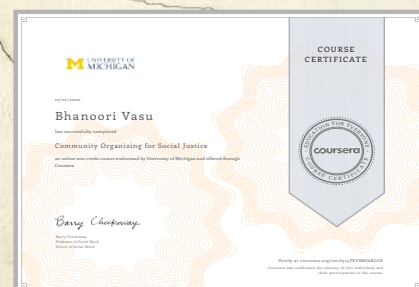 UNIVERSITY OF
MICHIGAN
COURSE
CERTIFICATE
Bhanoori Vasu
has successfully completed
Community Organizing for Social Justice
an online non-credit course authorized by University of Michigan and offered through
Coursera
EDUCATION FOR EVERYONE
coursera
COURSE CERTIFICATE
Barry Checkoway
Barry Checkoway
Professor of Social Work
School of Social Work
Verify at coursera.org/verify/
Coursera has confirmed the identity of this individual and
their participation in the course.